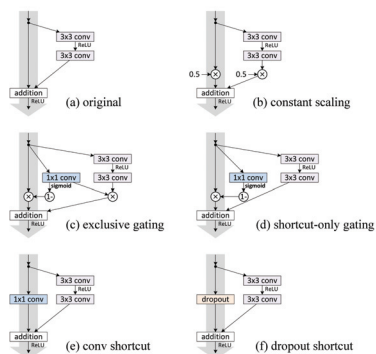 3x3 conv
ReLU
3x3 conv
addition
ReLU
(a) original
3x3 conv
ReLU
3x3 conv
0.5
0.5
addition
ReLU
(b) constant scaling
3x3 conv
ReLU
1x1 conv
3x3 conv
sigmoid
1-
addition
ReLU
(c) exclusive gating
3x3 conv
ReLU
1x1 conv
3x3 conv
sigmoid
1-
addition
ReLU
(d) shortcut-only gating
3x3 conv
ReLU
1x1 conv
3x3 conv
addition
ReLU
(e) conv shortcut
3x3 conv
ReLU
dropout
3x3 conv
addition
ReLU
(f) dropout shortcut